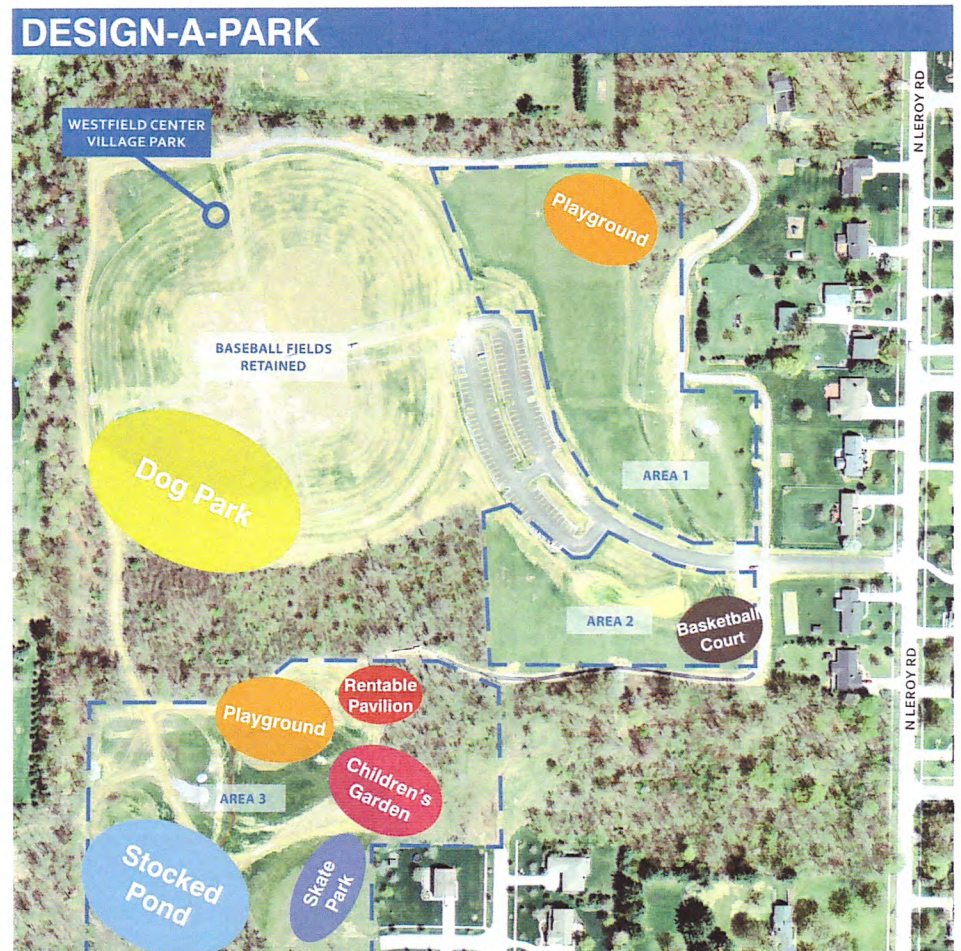 DESIGN-A-PARK
N LEROY RD
WESTFIELD CENTER
VILLAGE PARK
Playground
BASEBALL FIELDS
RETAINED
Dog Park
AREA 1
AREA 2
Basketball
Court
N LEROY RD
Rentable
Pavilion
Playground
Children's
Garden
AREA 3
Stocked
Pond
Skate
Park